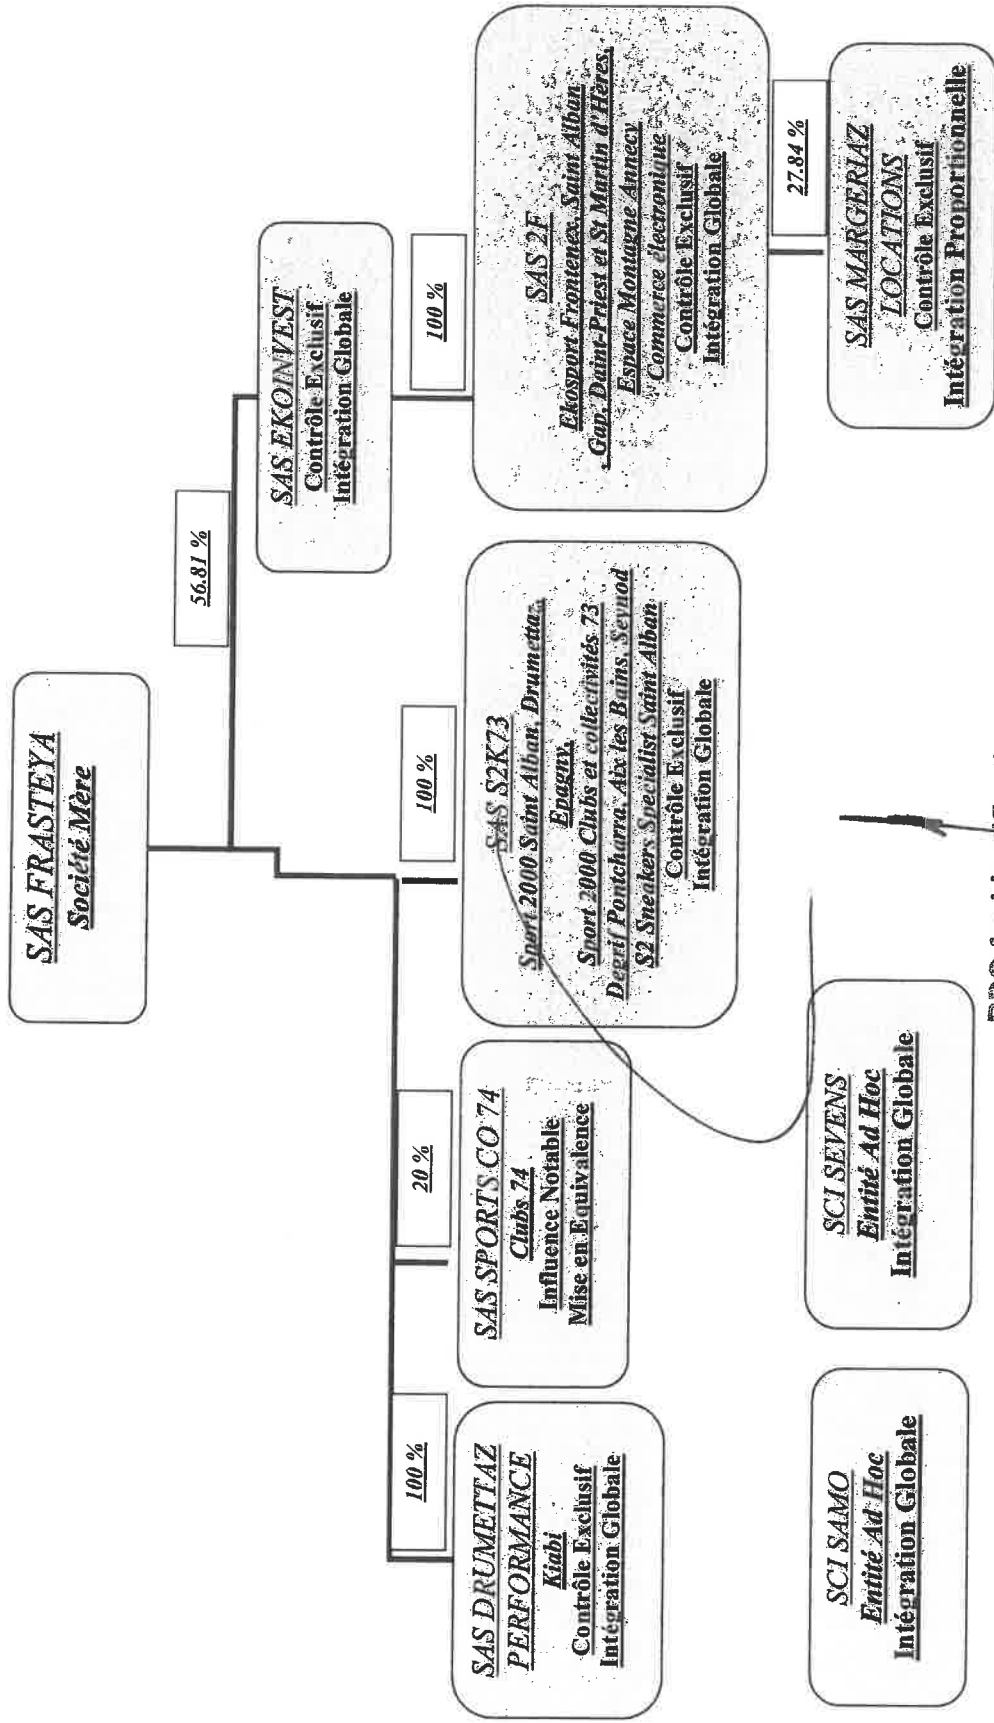 SAS FRASTEYA
Société Mère
56.81 %
SAS EKOINVEST
Contrôle Exclusif
Intégration Globale
100 %
20 %
100 %
100 %
SAS DRUMETTAZ
PERFORMANCE
Kiabi
Contrôle Exclusif
Intégration Globale
SAS SPORTS CO 74
Clubs 74
Influence Notable
Mise en Equivalence
SAS S2K73
Sport 2000 Saint Alban, Drumettaz
Epagny,
Sport 2000 Clubs et collectivités 73
Degrif Pontcharra, Aix les Bains, Seynod
S2 Sneakers Specialist Saint Alban
Contrôle Exclusif
Intégration Globale
SAS 2F
Ekosport Frontenex, Saint Alban
Gap, Daint-Priest et St Martin d'Hères,
Espace Montagne Annecy
Commerce électronique
Contrôle Exclusif
Intégration Globale
27.84 %
SCI SAMO
Entité Ad Hoc
Intégration Globale
SCI SEVENS
Entité Ad Hoc
Intégration Globale
SAS MARGERIAZ
LOCATIONS
Contrôle Exclusif
Intégration Proportionnelle